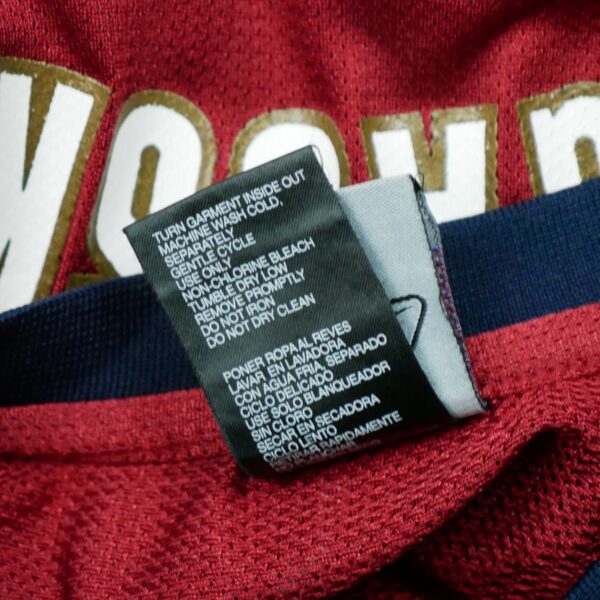 TURN GARMENT INSIDE OUT
MACHINE WASH COLD,
SEPARATELY
GENTLE CYCLE
USE ONLY
NON-CHLORINE BLEACH
TUMBLE DRY LOW
REMOVE PROMPTLY
DO NOT IRON
DO NOT DRY CLEAN
PONER ROPA AL REVES
LAVAR EN LAVADORA
CON AGUA FRIA, SEPARADO
CICLO DELICADO
USE SOLO BLANQUEADOR
SIN CLORO
SECAR EN SECADORA
CICLO LENTO
RAPIDAMENTE